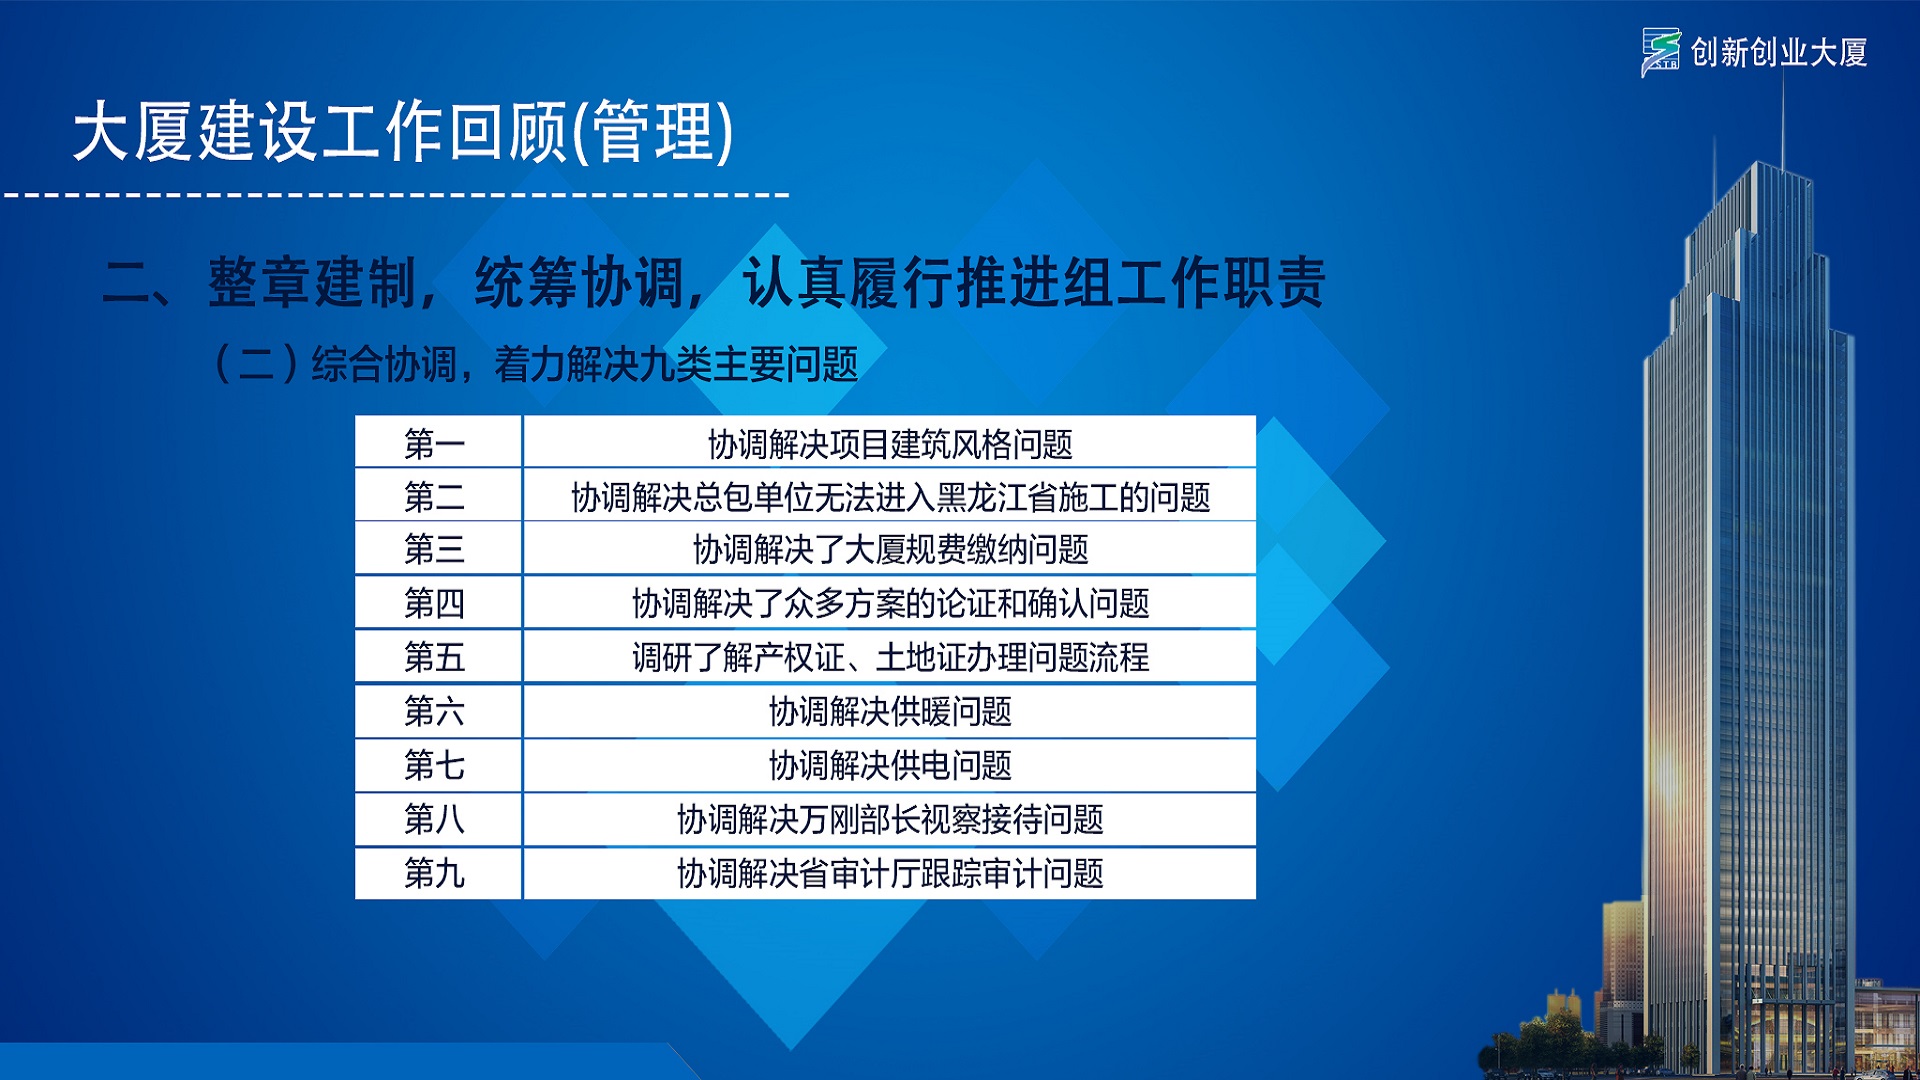 STB
创新创业大厦
大厦建设工作回顾(管理)
二、整章建制，统筹协调，认真履行推进组工作职责
（二）综合协调，着力解决九类主要问题
第一 协调解决项目建筑风格问题
第二 协调解决总包单位无法进入黑龙江省施工的问题
第三 协调解决了大厦规费缴纳问题
第四 协调解决了众多方案的论证和确认问题
第五 调研了解产权证、土地证办理问题流程
第六 协调解决供暖问题
第七 协调解决供电问题
第八 协调解决万刚部长视察接待问题
第九 协调解决省审计厅跟踪审计问题